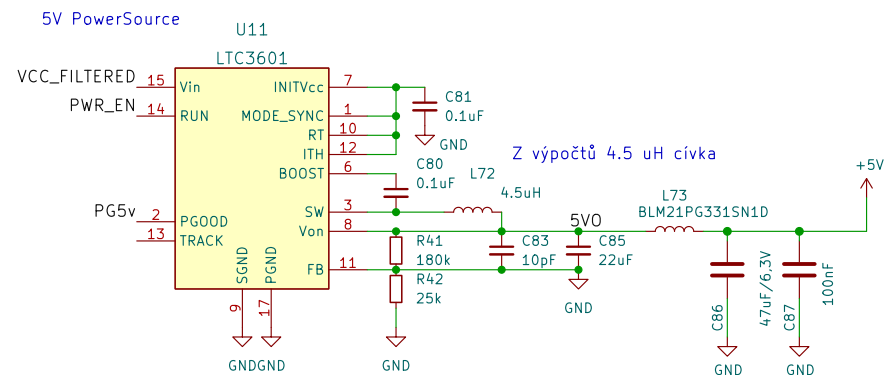 5V PowerSource
U11
LTC3601
VCC_FILTERED 15 Vin
PWR_EN 14 RUN
PG5v 2 PGOOD
13 TRACK
INITVcc 7
MODE_SYNC 1
RT 10
ITH 12
BOOST 6
SW 3
Von 8
FB 11
SGND 9
PGND 17
GND
GND
C81
0.1uF
GND
C80
0.1uF
L72
4.5uH
Z výpočtů 4.5 uH cívka
R41
180k
R42
25k
GND
C83
10pF
5VO
C85
22uF
GND
L73
BLM21PG331SN1D
+5V
C86
47uF/6,3V
GND
C87
100nF
GND